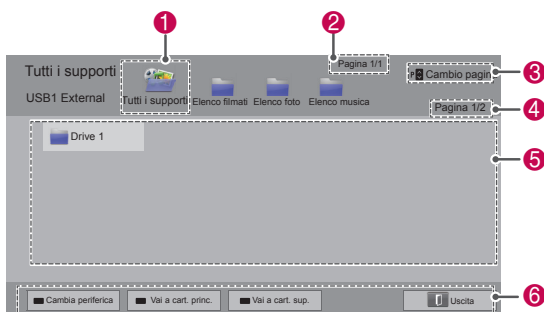 1
2
3
4
5
6
Pagina 1/1
Tutti i supporti
P Cambio pagin
USB1 External
Tutti i supporti
Elenco filmati
Elenco foto
Elenco musica
Pagina 1/2
Drive 1
Cambia periferica
Vai a cart. princ.
Vai a cart. sup.
Uscita